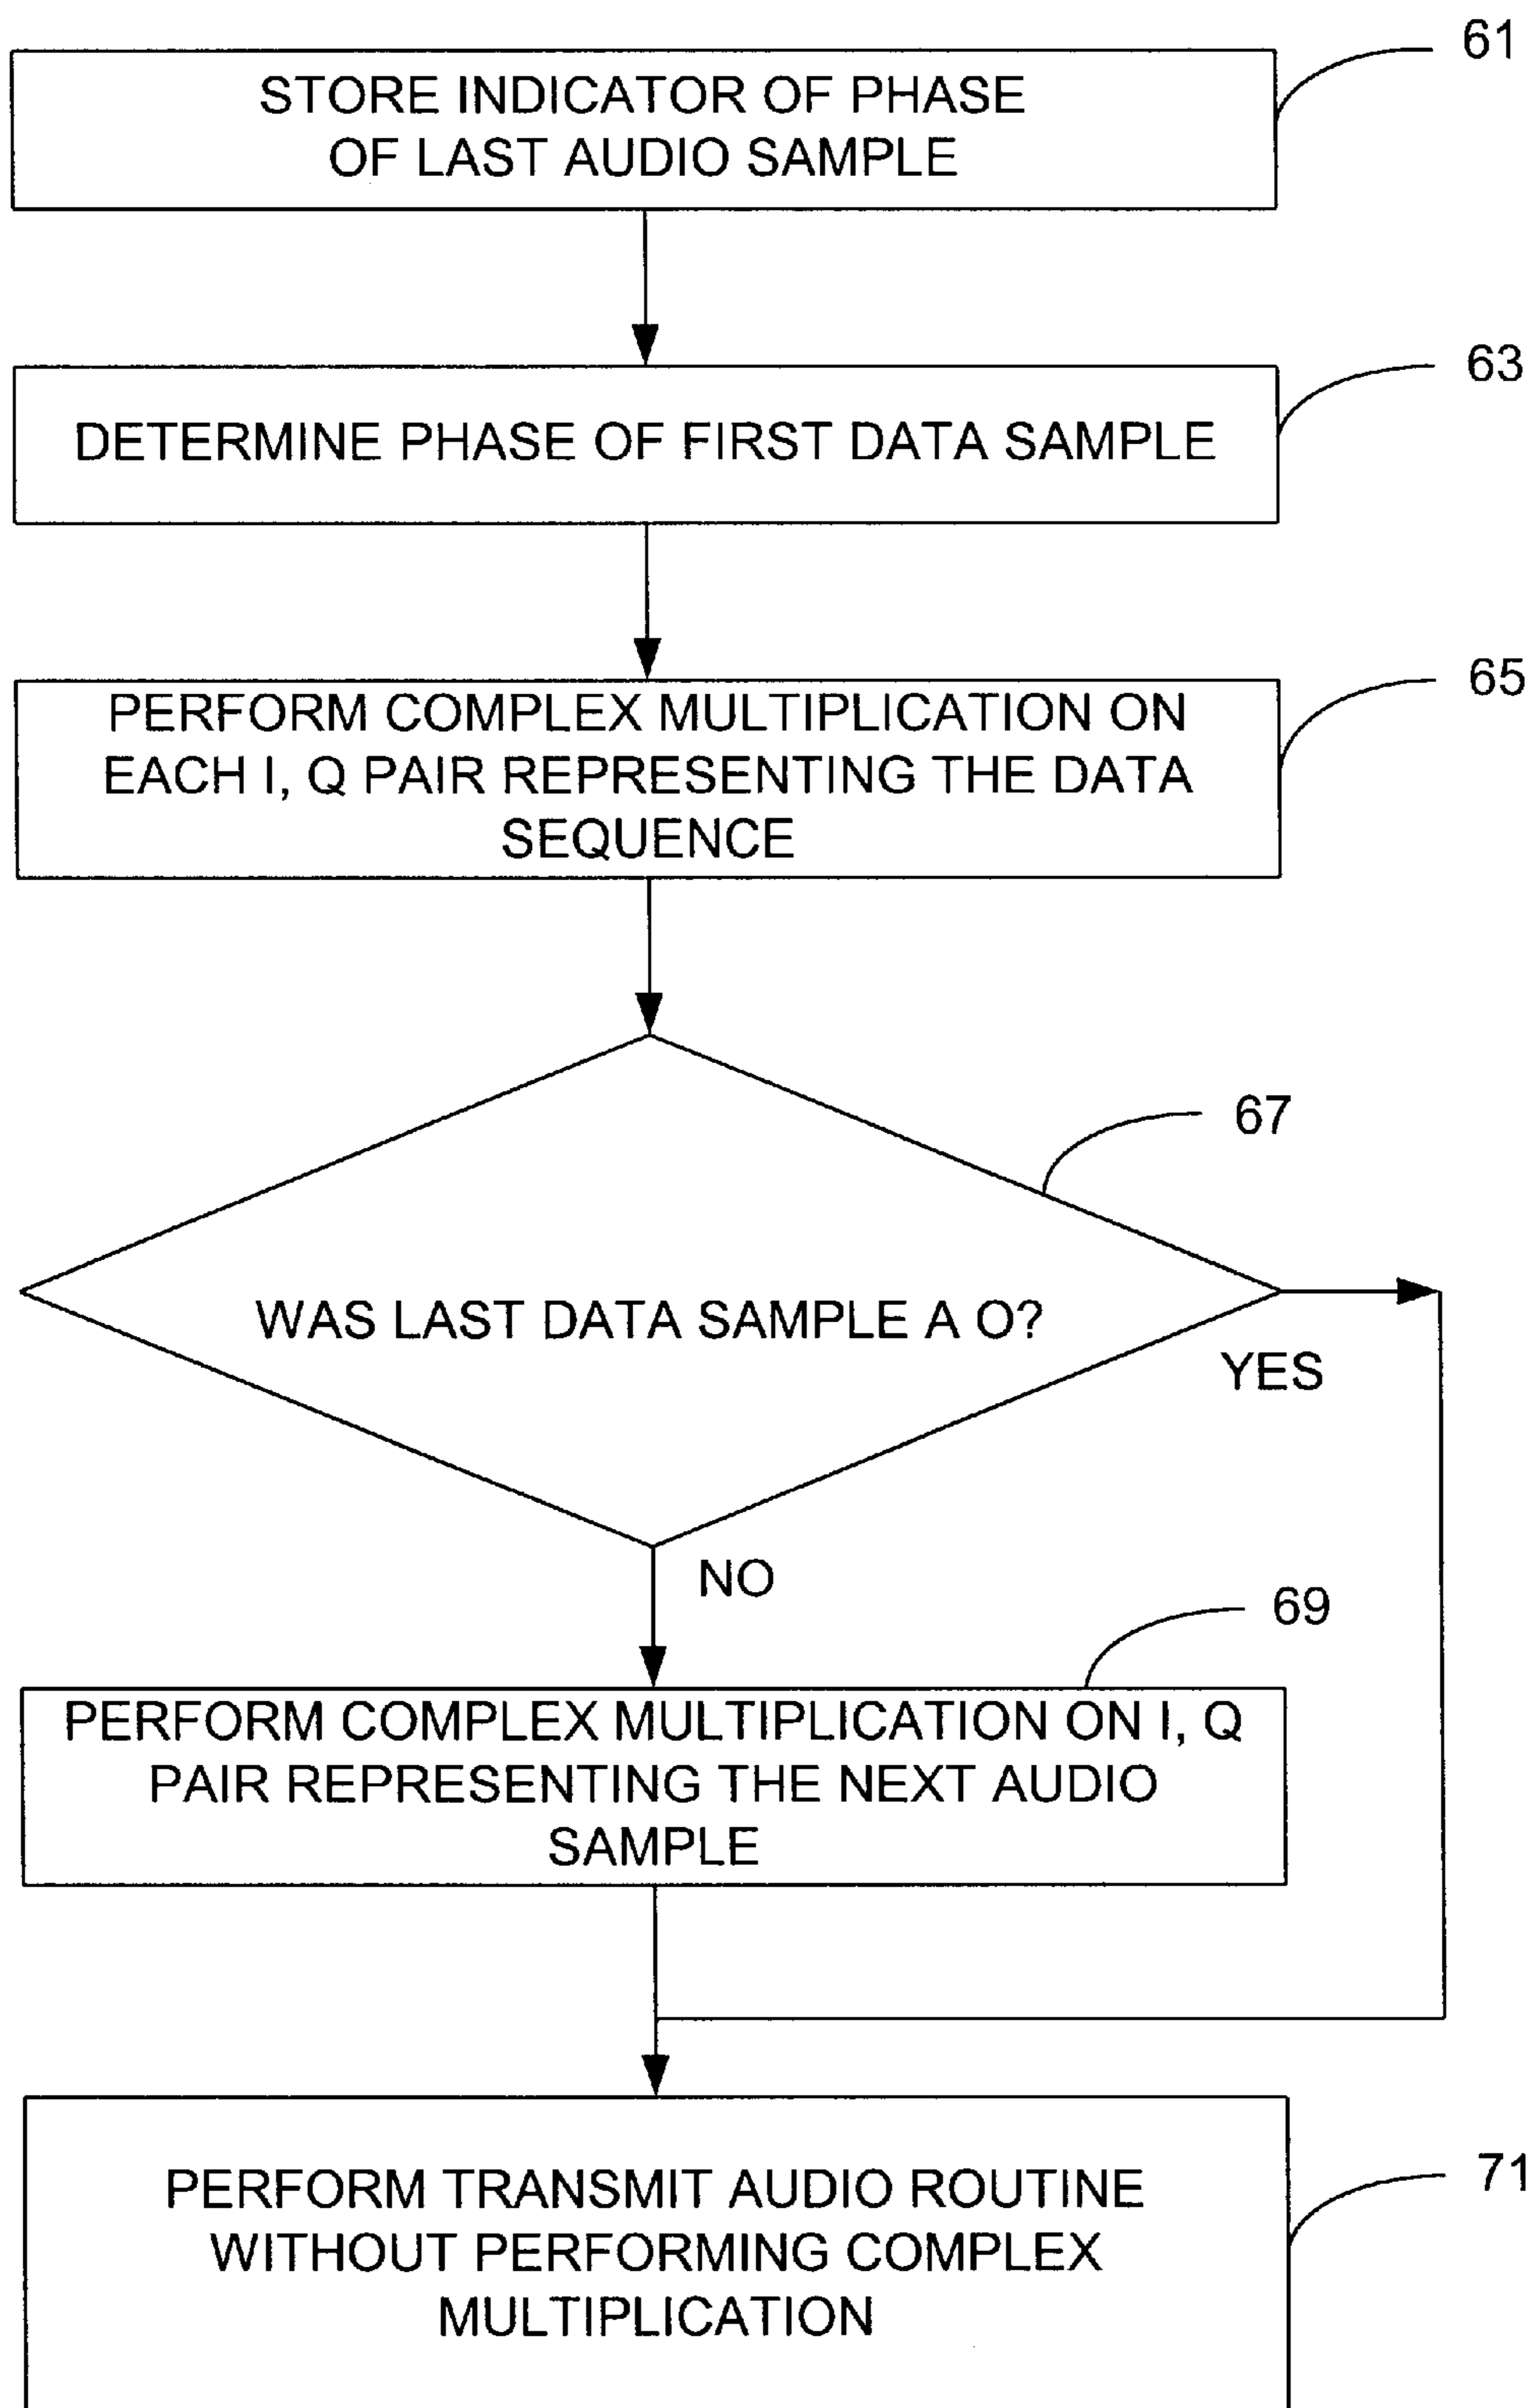 61
STORE INDICATOR OF PHASE
OF LAST AUDIO SAMPLE
63
DETERMINE PHASE OF FIRST DATA SAMPLE
65
PERFORM COMPLEX MULTIPLICATION ON
EACH I, Q PAIR REPRESENTING THE DATA
SEQUENCE
67
WAS LAST DATA SAMPLE A O?
YES
NO
69
PERFORM COMPLEX MULTIPLICATION ON I, Q
PAIR REPRESENTING THE NEXT AUDIO
SAMPLE
71
PERFORM TRANSMIT AUDIO ROUTINE
WITHOUT PERFORMING COMPLEX
MULTIPLICATION